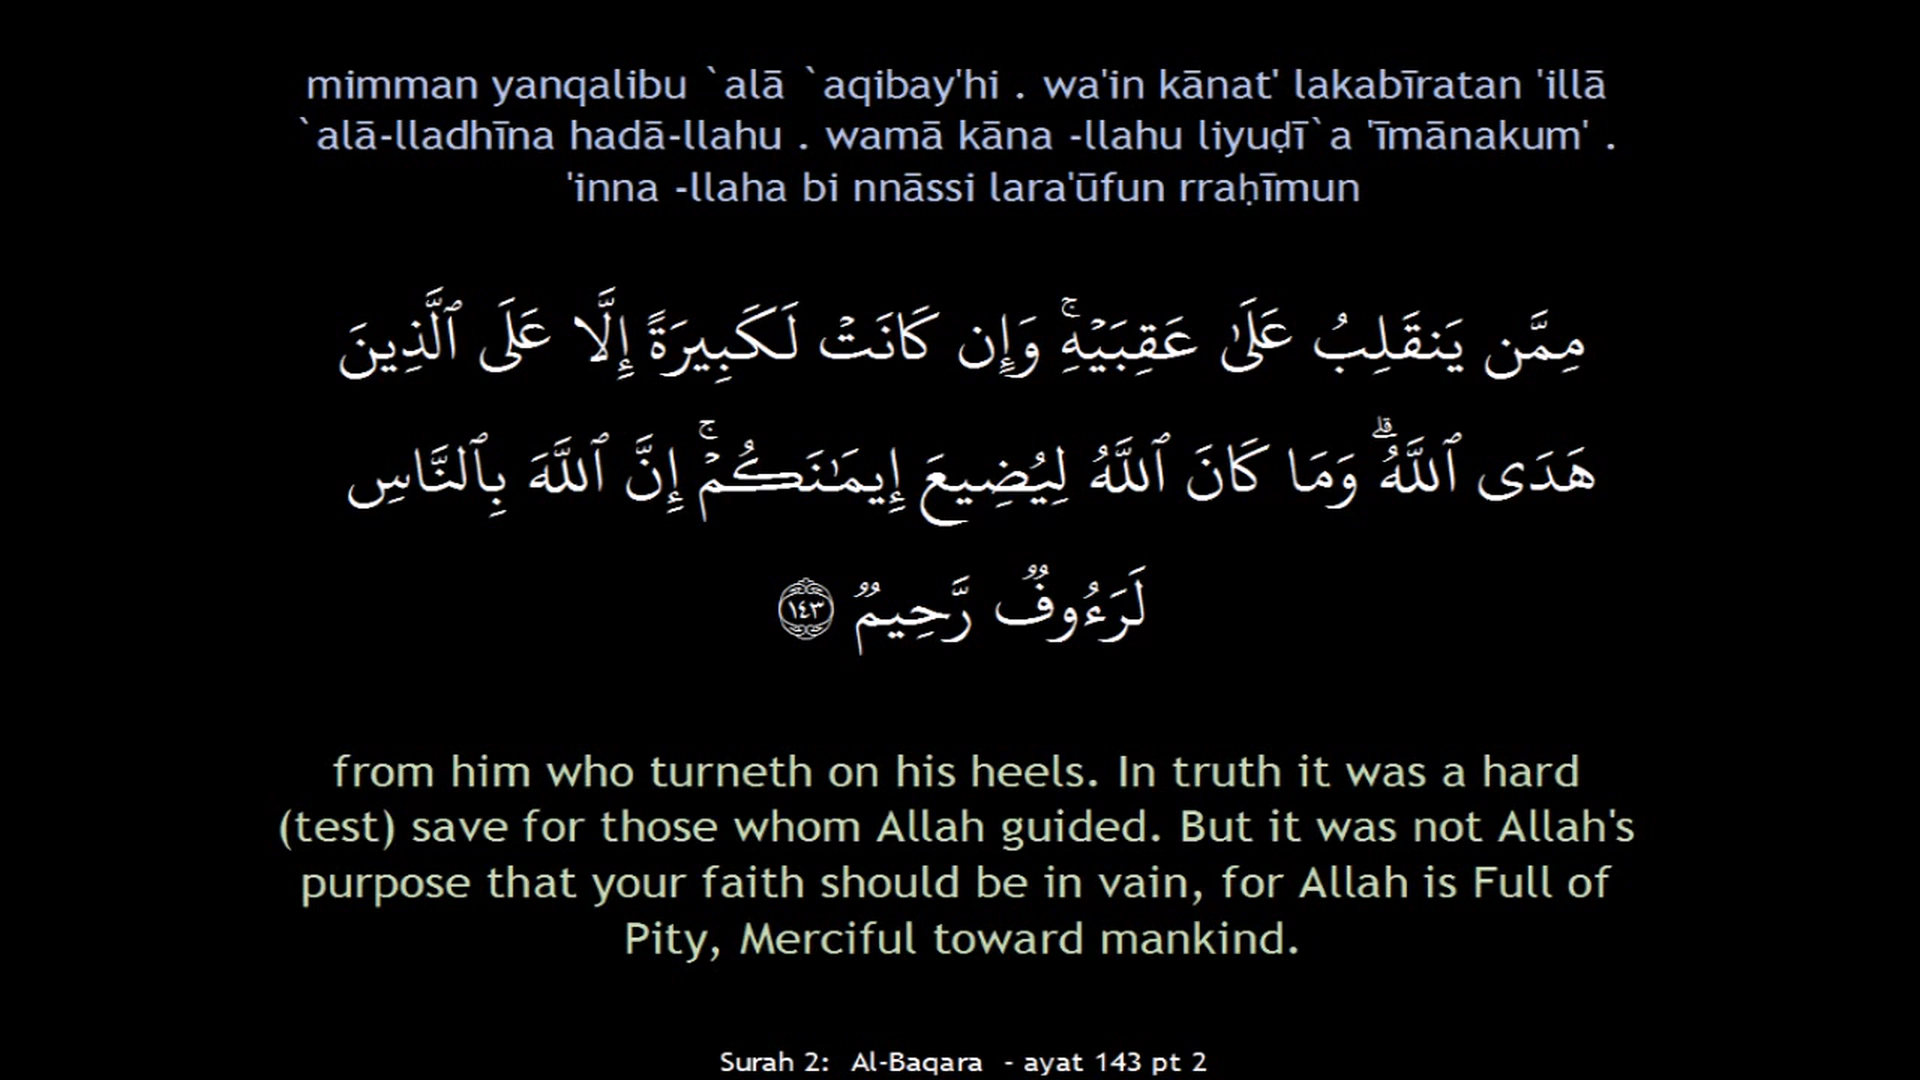 mimman yanqalibu `alā `aqibay'hi . wa'in kānat' lakabīratan 'illā
`alā-lladhīna hadā-llahu . wamā kāna -llahu liyuḍī`a 'īmānakum' .
'inna -llaha bi nnāssi lara'ūfun rraḥīmun
مِمَّن يَنقَلِبُ عَلَىٰ عَقِبَيْهِۚ وَإِن كَانَتْ لَكَبِيرَةً إِلَّا عَلَى ٱلَّذِينَ
هَدَى ٱللَّهُۗ وَمَا كَانَ ٱللَّهُ لِيُضِيعَ إِيمَـٰنَكُمْۚ إِنَّ ٱللَّهَ بِٱلنَّاسِ
لَرَءُوفٌ رَّحِيمٌ ١٤٣
from him who turneth on his heels. In truth it was a hard
(test) save for those whom Allah guided. But it was not Allah's
purpose that your faith should be in vain, for Allah is Full of
Pity, Merciful toward mankind.
Surah 2: Al-Baqara - ayat 143 pt 2